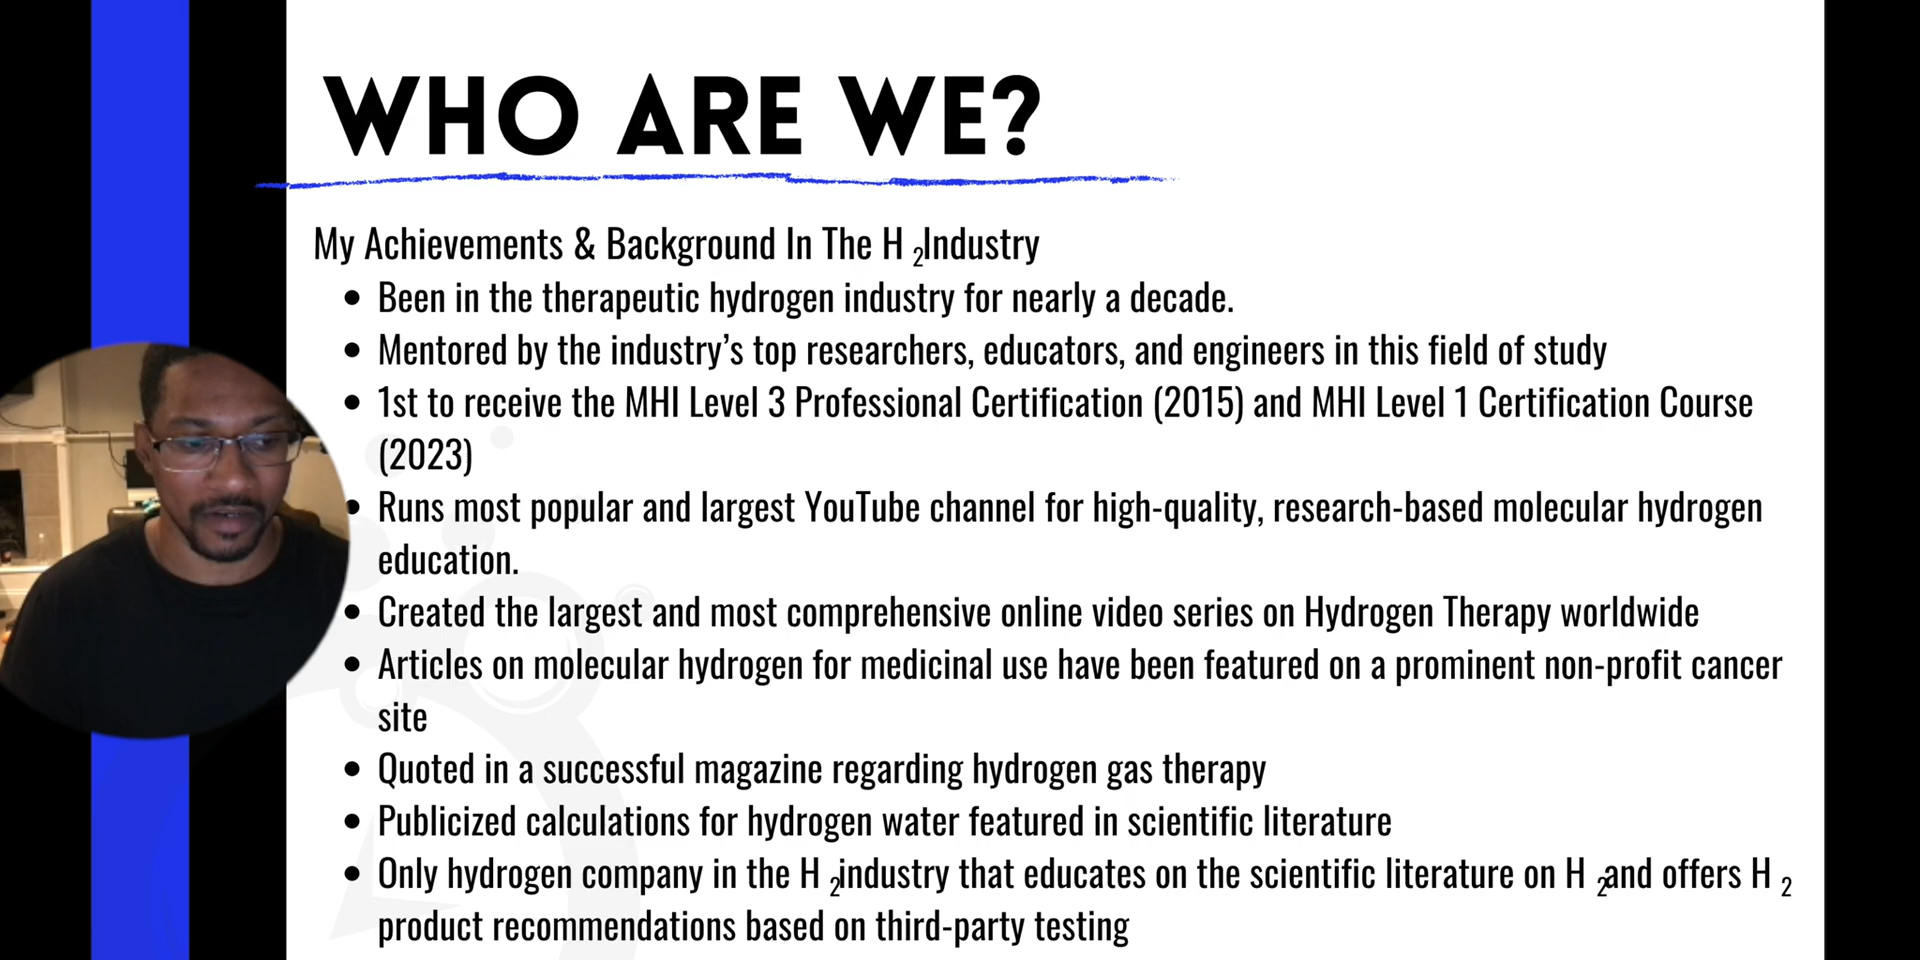 WHO ARE WE?
My Achievements & Background In The H 2Industry
• Been in the therapeutic hydrogen industry for nearly a decade.
• Mentored by the industry's top researchers, educators, and engineers in this field of study
• 1st to receive the MHI Level 3 Professional Certification (2015) and MHI Level 1 Certification Course
(2023)
• Runs most popular and largest YouTube channel for high-quality, research-based molecular hydrogen
education.
• Created the largest and most comprehensive online video series on Hydrogen Therapy worldwide
• Articles on molecular hydrogen for medicinal use have been featured on a prominent non-profit cancer
site
• Quoted in a successful magazine regarding hydrogen gas therapy
• Publicized calculations for hydrogen water featured in scientific literature
• Only hydrogen company in the H 2industry that educates on the scientific literature on H 2and offers H 2
product recommendations based on third-party testing